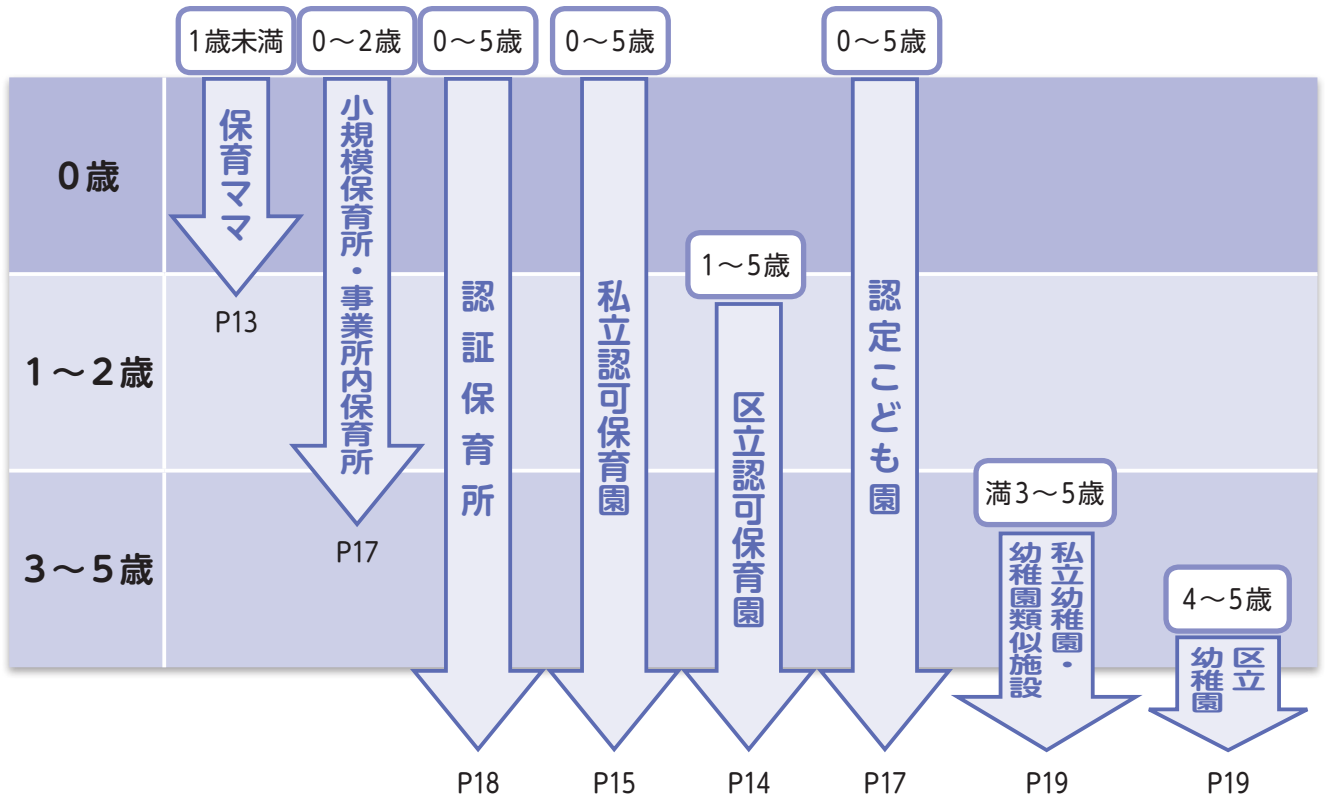 1歳未満
0～2歳
0～5歳
0～5歳
0～5歳
0歳
1～2歳
3～5歳
保育ママ
P13
小規模保育所・事業所内保育所
P17
認証保育所
P18
私立認可保育園
P15
1～5歳
区立認可保育園
P14
認定こども園
P17
満3～5歳
私立幼稚園・
幼稚園類似施設
P19
4～5歳
区立
幼稚園
P19